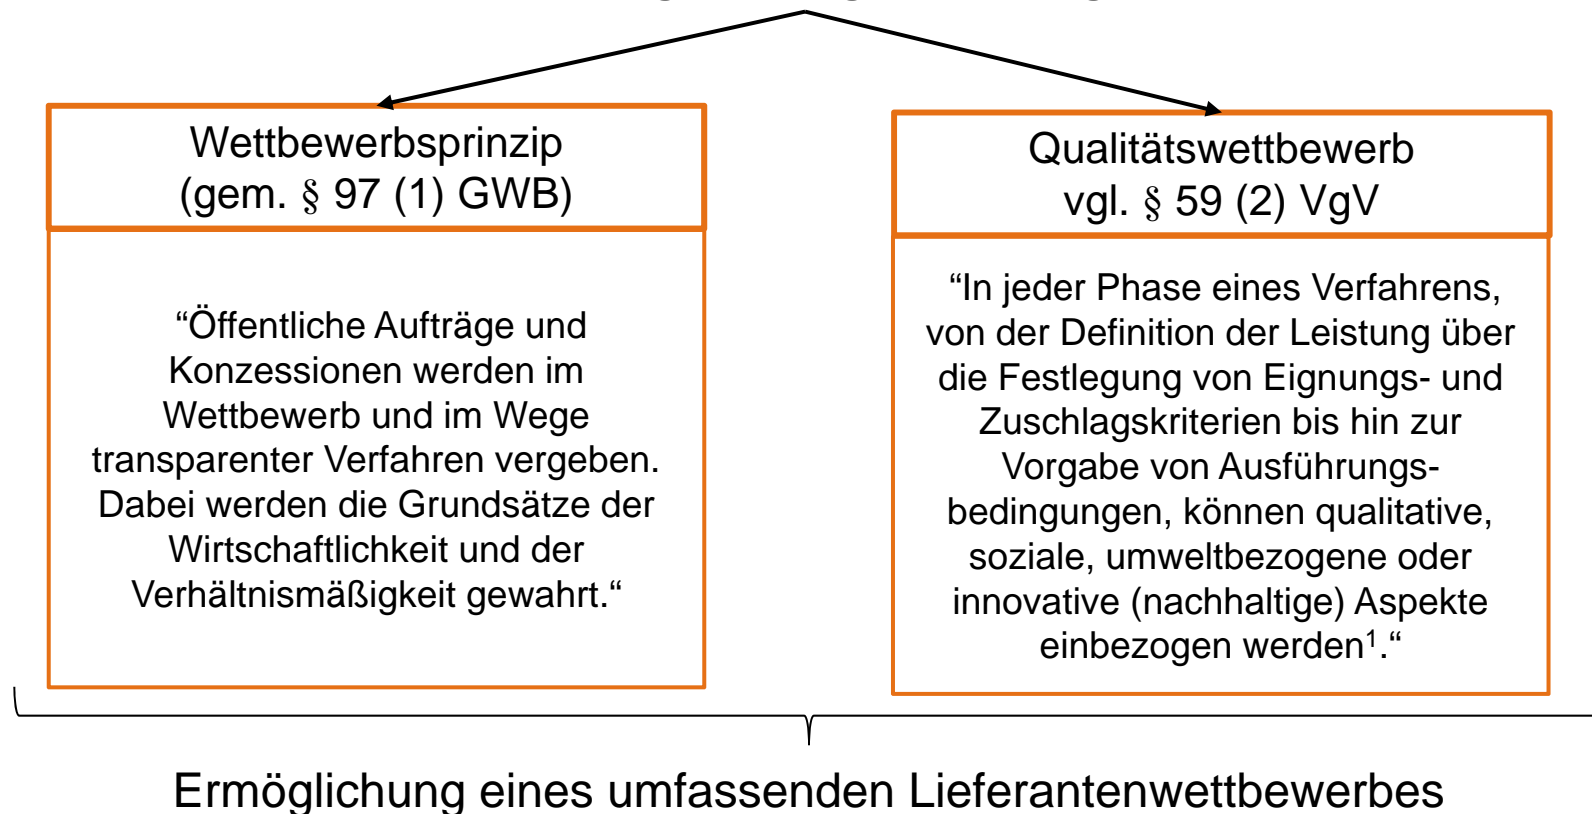 Wettbewerbsprinzip
(gem. § 97 (1) GWB)
“Öffentliche Aufträge und
Konzessionen werden im
Wettbewerb und im Wege
transparenter Verfahren vergeben.
Dabei werden die Grundsätze der
Wirtschaftlichkeit und der
Verhältnismäßigkeit gewahrt.“
Qualitätswettbewerb
vgl. § 59 (2) VgV
“In jeder Phase eines Verfahrens,
von der Definition der Leistung über
die Festlegung von Eignungs- und
Zuschlagskriterien bis hin zur
Vorgabe von Ausführungs-
bedingungen, können qualitative,
soziale, umweltbezogene oder
innovative (nachhaltige) Aspekte
einbezogen werden¹.“
Ermöglichung eines umfassenden Lieferantenwettbewerbes